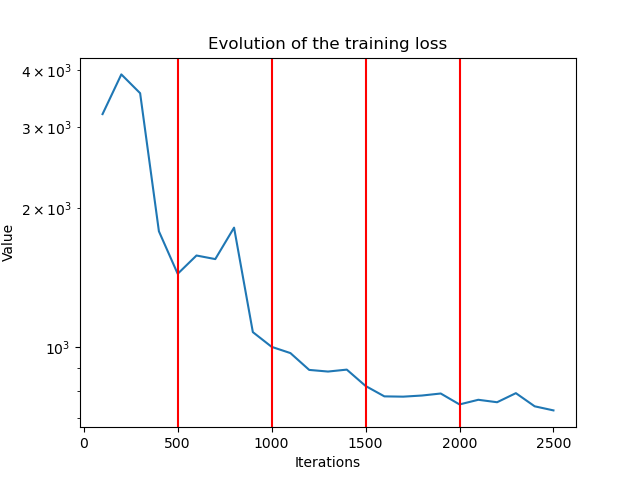 Evolution of the training loss
4 × 10³
3 × 10³
2 × 10³
10³
Value
0 500 1000 1500 2000 2500
Iterations